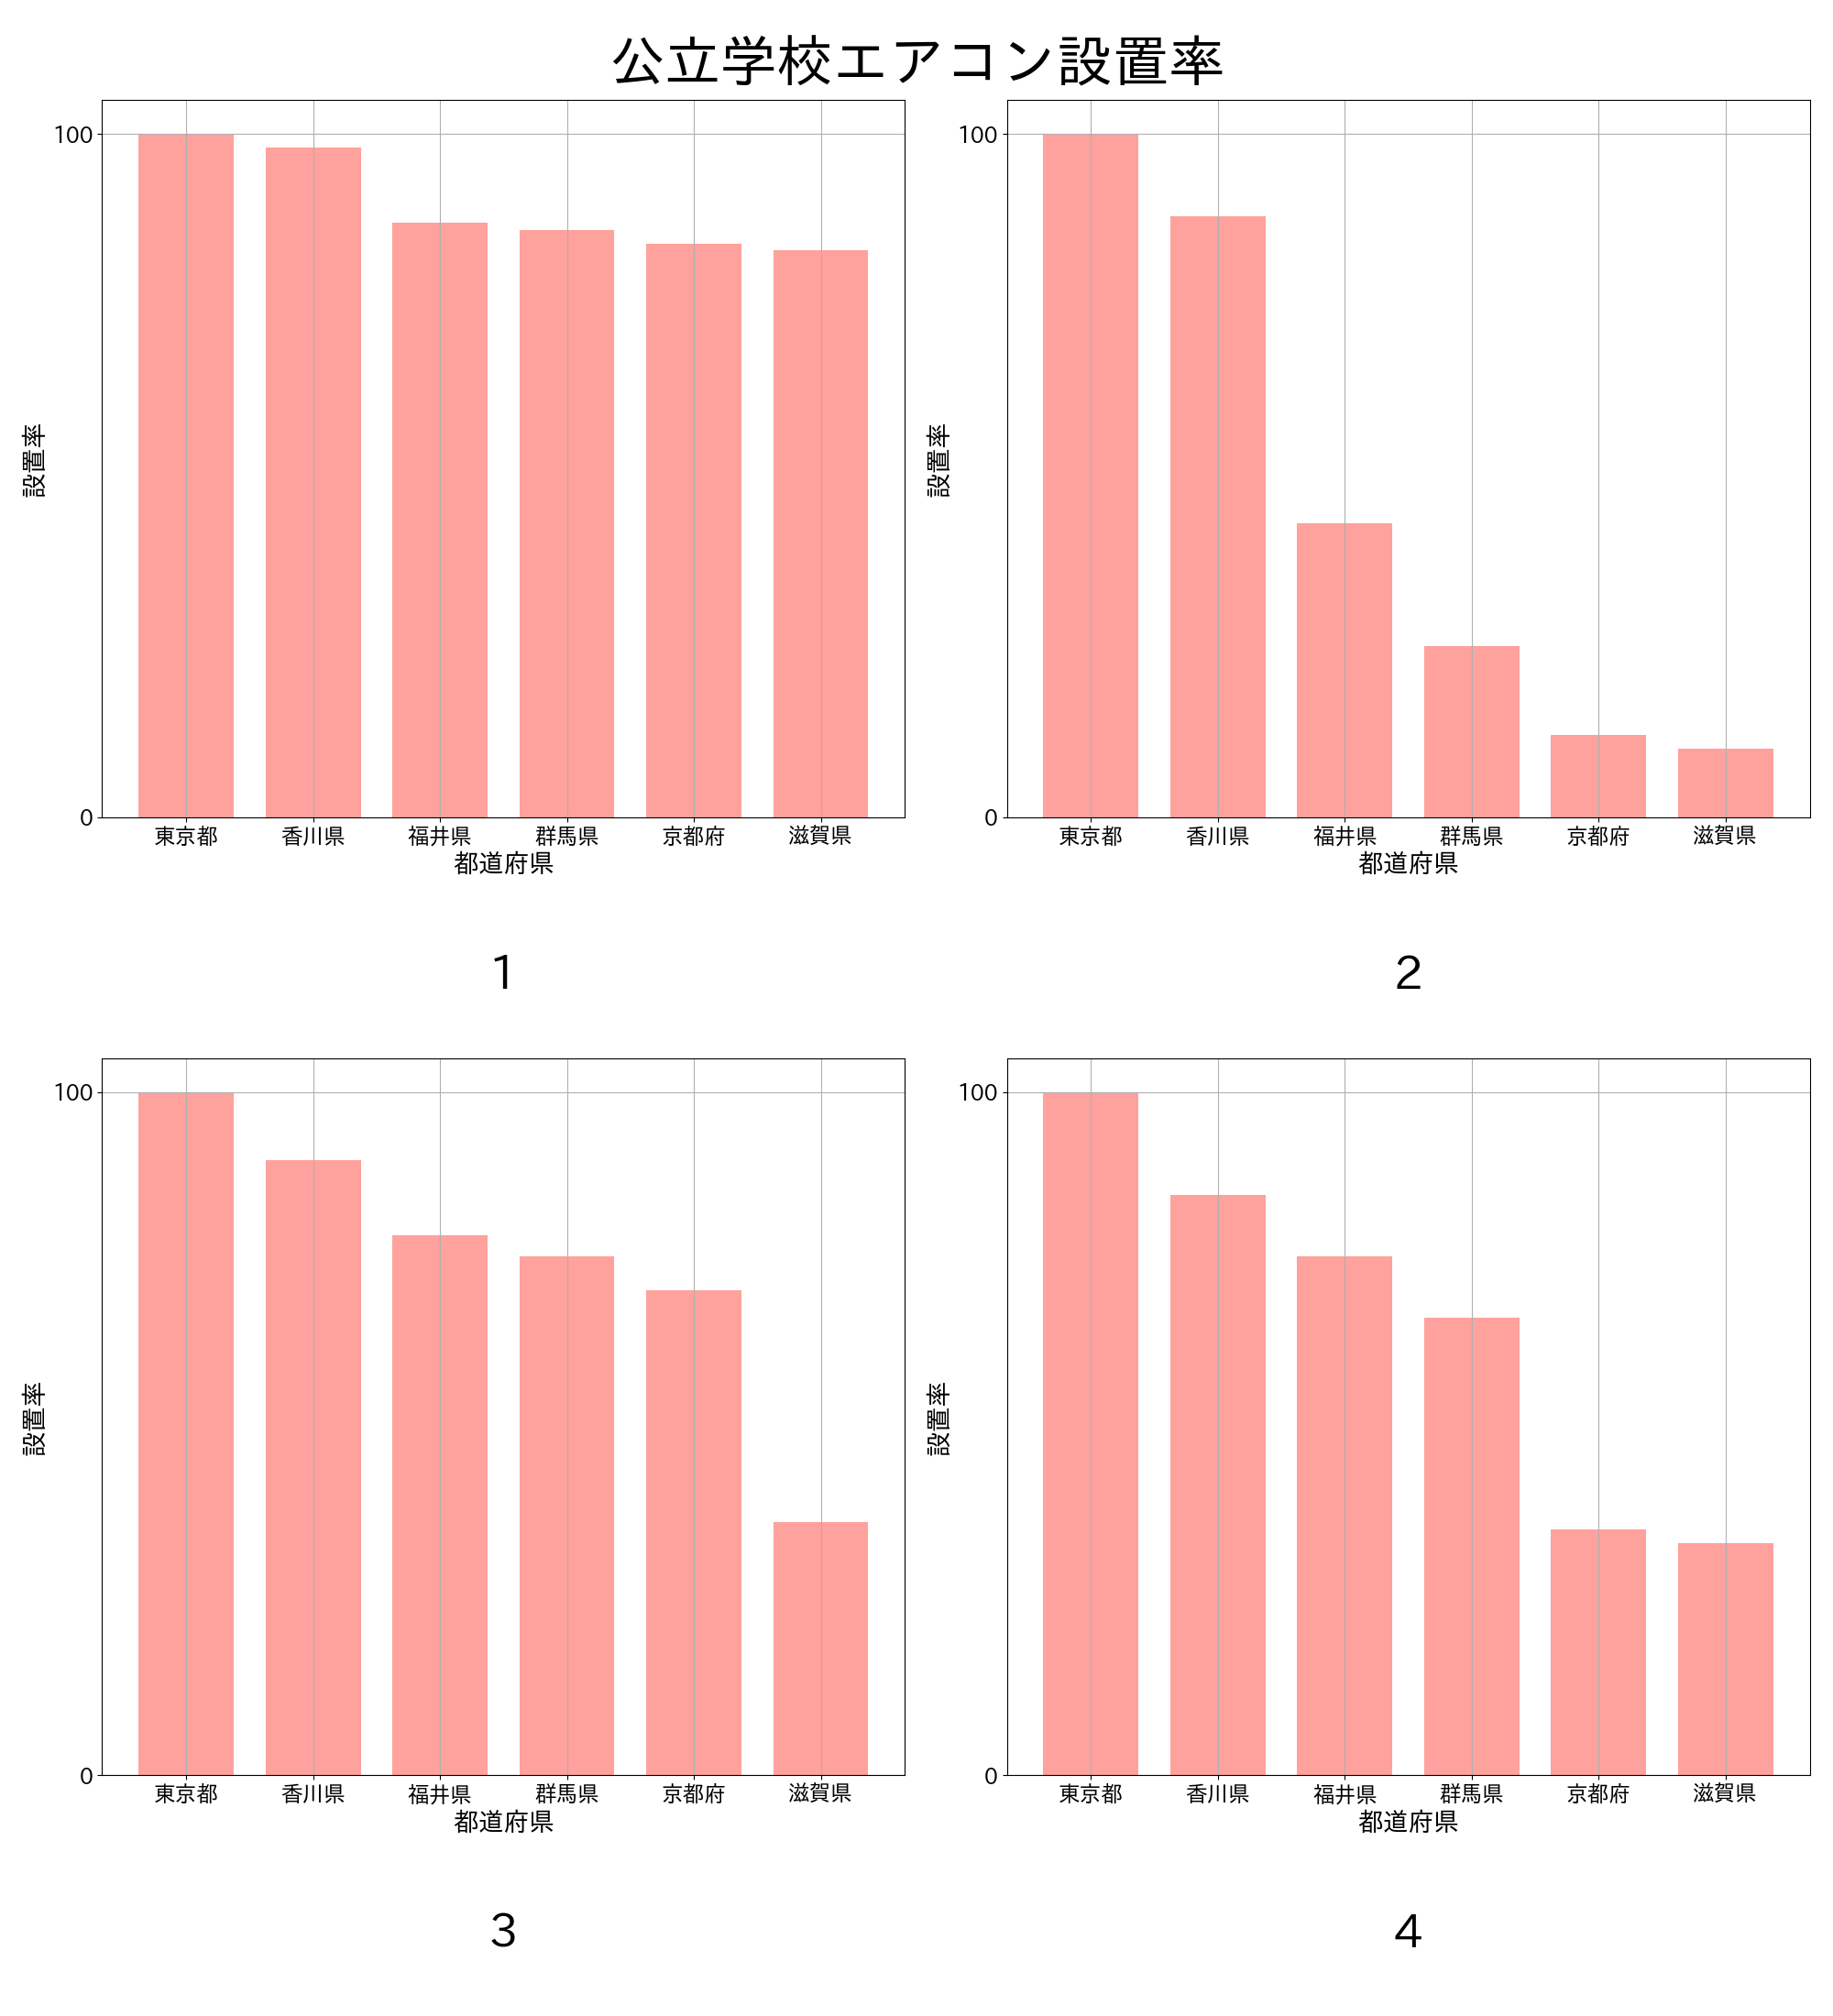 公立学校エアコン設置率
100
設置率
0
東京都 香川県 福井県 群馬県 京都府 滋賀県
都道府県
1
100
設置率
0
東京都 香川県 福井県 群馬県 京都府 滋賀県
都道府県
2
100
設置率
0
東京都 香川県 福井県 群馬県 京都府 滋賀県
都道府県
3
100
設置率
0
東京都 香川県 福井県 群馬県 京都府 滋賀県
都道府県
4